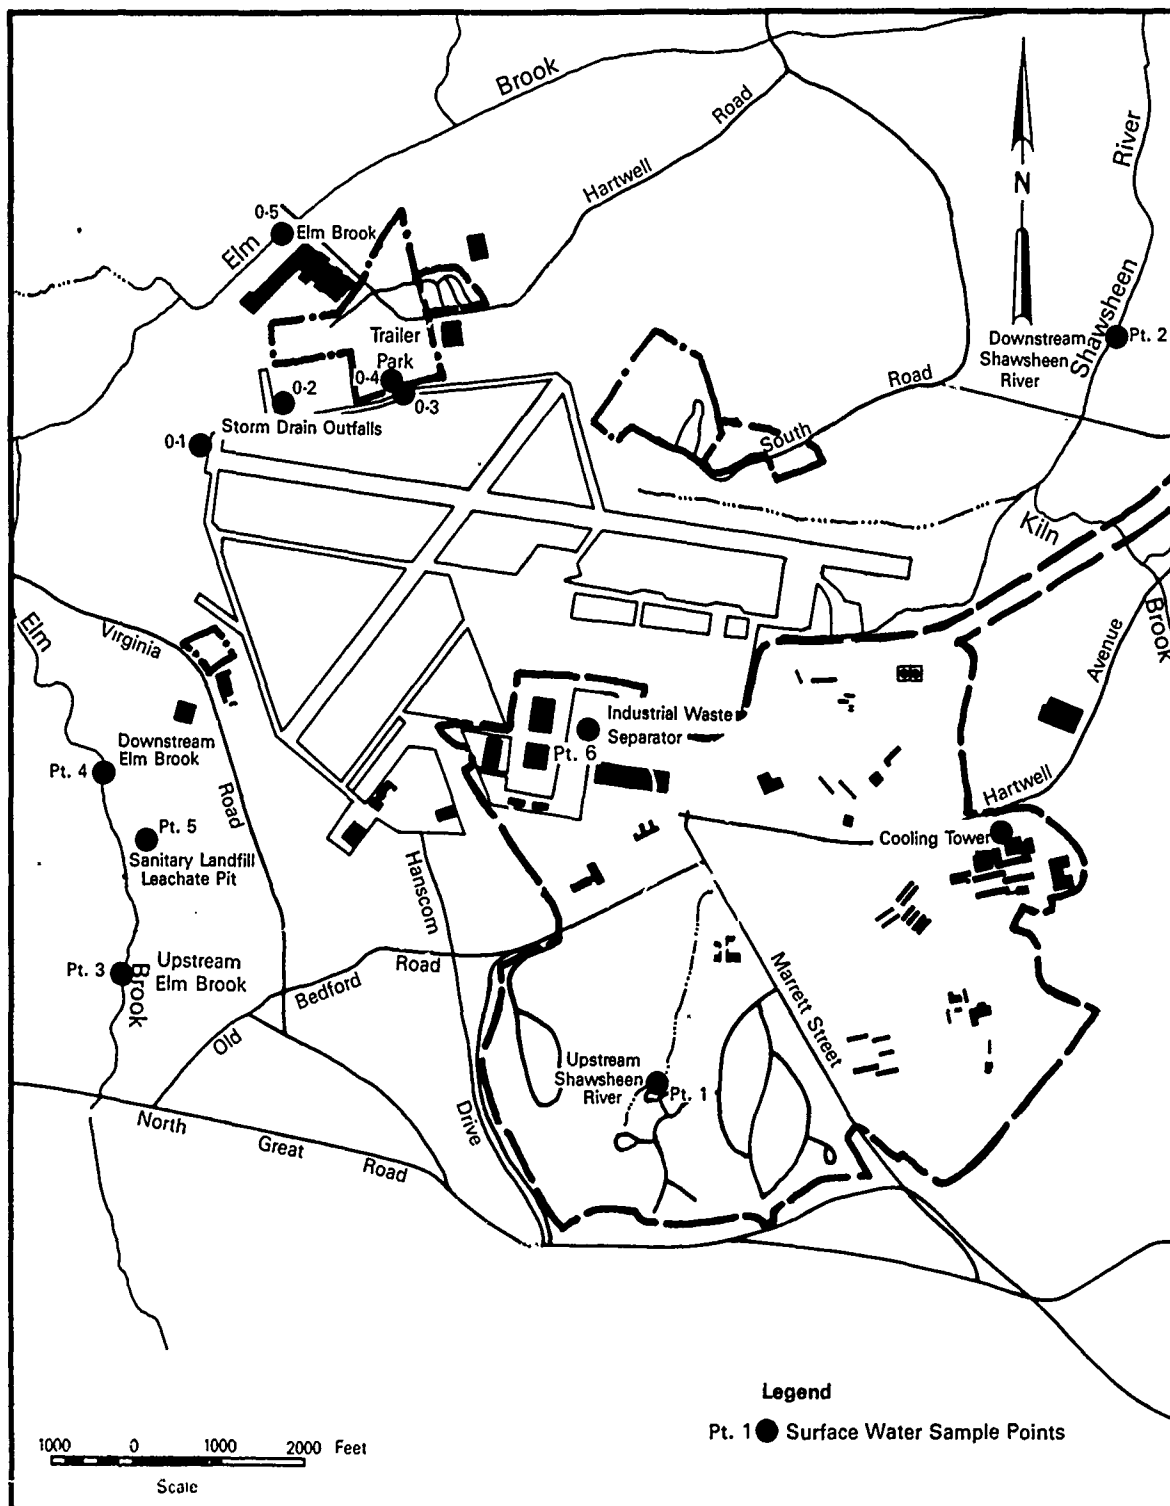 Brook
Road
Hartwell
River
N
0-5
Elm Brook
Elm
Shawsheen
Trailer
Park
0-4
0-3
0-2
Storm Drain Outfalls
0-1
Downstream
Shawsheen
River
Pt. 2
Road
South
Kiln
Brook
Avenue
Hartwell
Elm
Virginia
Road
Downstream
Elm Brook
Pt. 4
Pt. 5
Sanitary Landfill
Leachate Pit
Industrial Waste
Separator
Pt. 6
Cooling Tower
Hanscom
Drive
Pt. 3
Upstream
Elm Brook
Brook
Old
Bedford
Road
Marrett Street
Upstream
Shawsheen
River
Pt. 1
North
Great
Road
Legend
Pt. 1 Surface Water Sample Points
1000 0 1000 2000 Feet
Scale